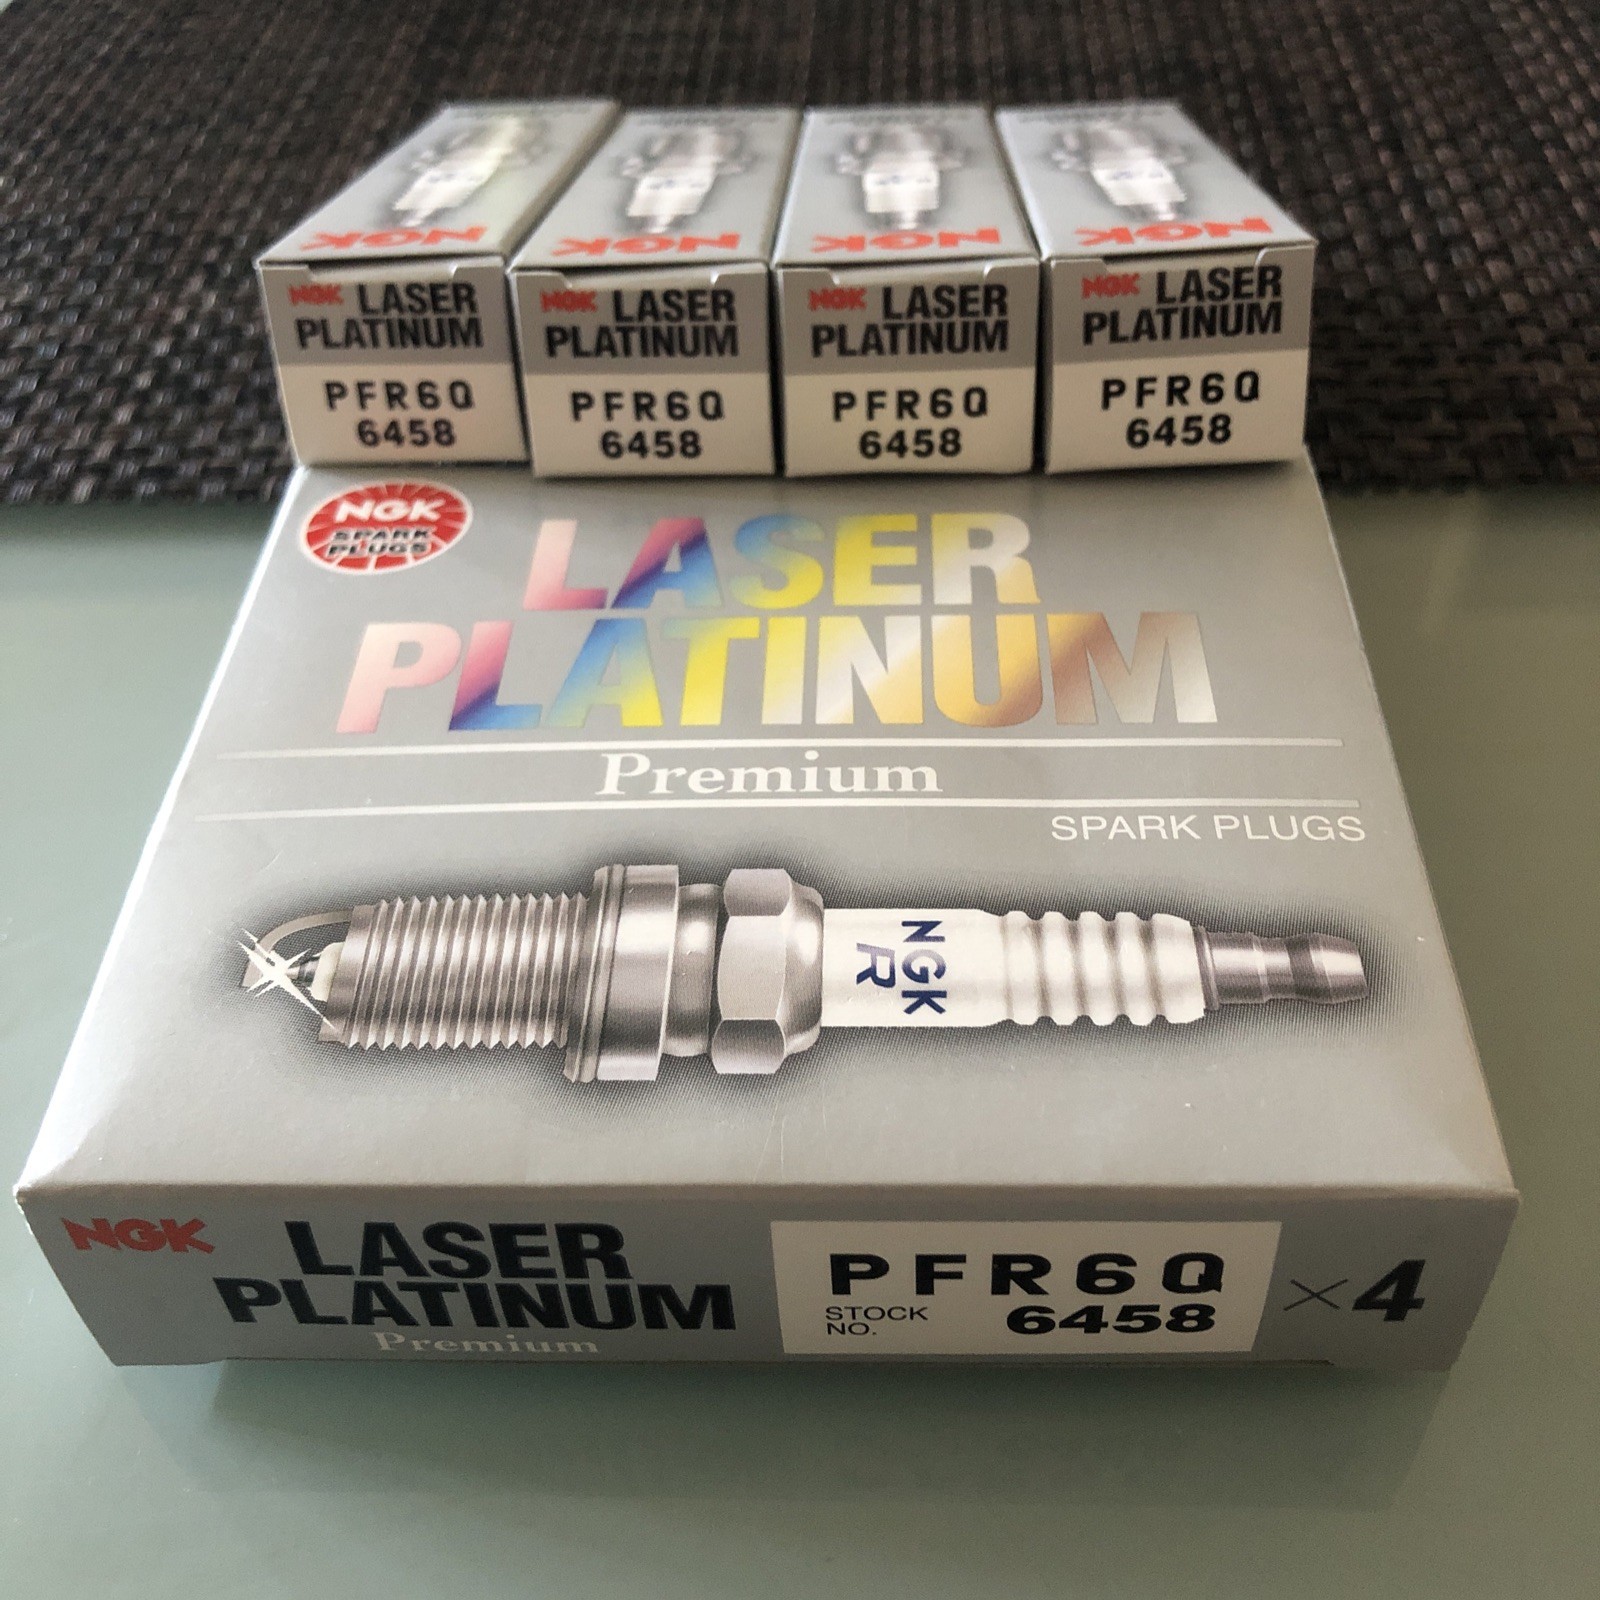 NGK
NGK
NGK
NGK
NGK LASER
PLATINUM
PFR6Q
6458
NGK LASER
PLATINUM
PFR6Q
6458
NGK LASER
PLATINUM
PFR6Q
6458
NGK LASER
PLATINUM
PFR6Q
6458
NGK
SPARK
PLUGS
LASER
PLATINUM
Premium
SPARK PLUGS
NGK
R
NGK LASER
PLATINUM
Premium
PFR6Q
STOCK
NO. 6458
×4